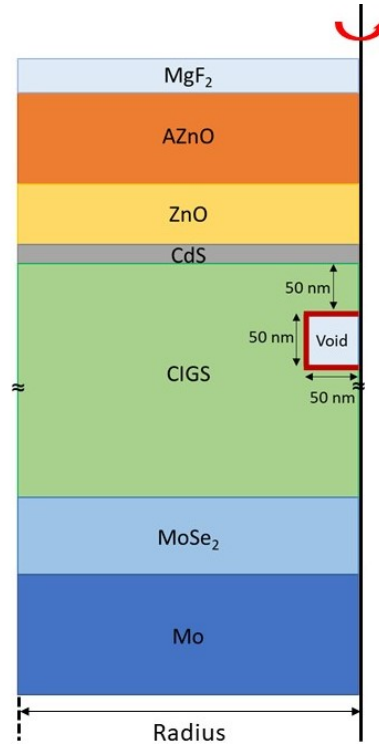 MgF₂
AZnO
ZnO
CdS
50 nm
50 nm
Void
50 nm
CIGS
MoSe₂
Mo
Radius